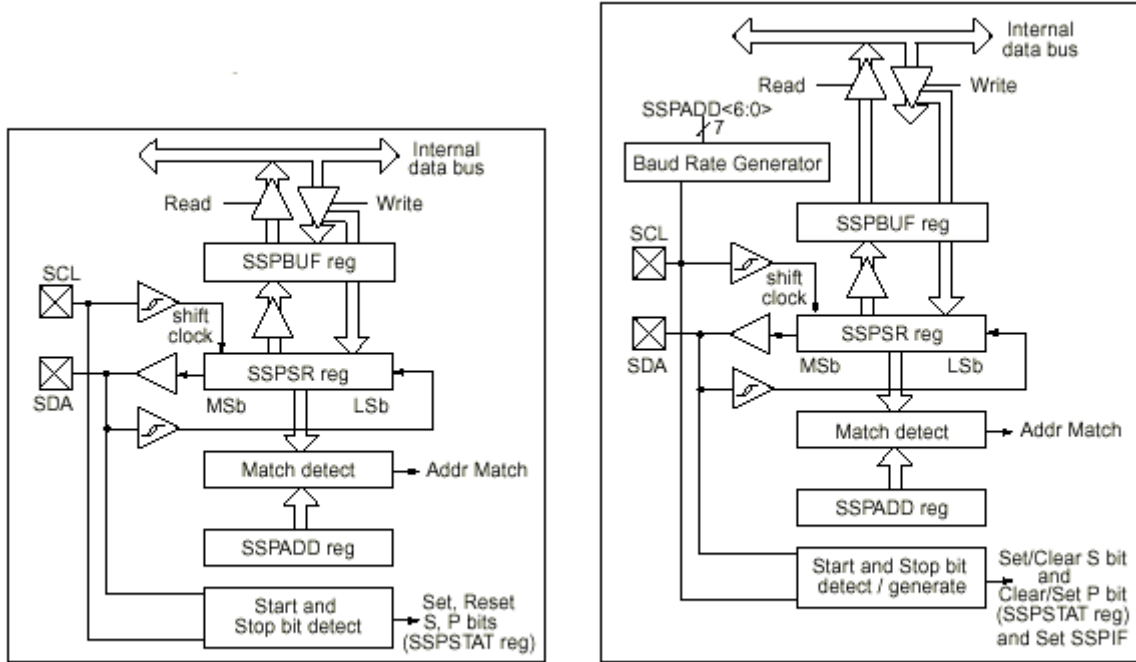 Internal
data bus
Read
Write
SSPBUF reg
SCL
shift
clock
SDA
SSPSR reg
MSb
LSb
Match detect
Addr Match
SSPADD reg
Start and
Stop bit detect
Set, Reset
S, P bits
(SSPSTAT reg)
Internal
data bus
Read
Write
SSPADD<6:0>
7
Baud Rate Generator
SSPBUF reg
SCL
shift
clock
SDA
SSPSR reg
MSb
LSb
Match detect
Addr Match
SSPADD reg
Start and Stop bit
detect / generate
Set/Clear S bit
and
Clear/Set P bit
(SSPSTAT reg)
and Set SSPIF